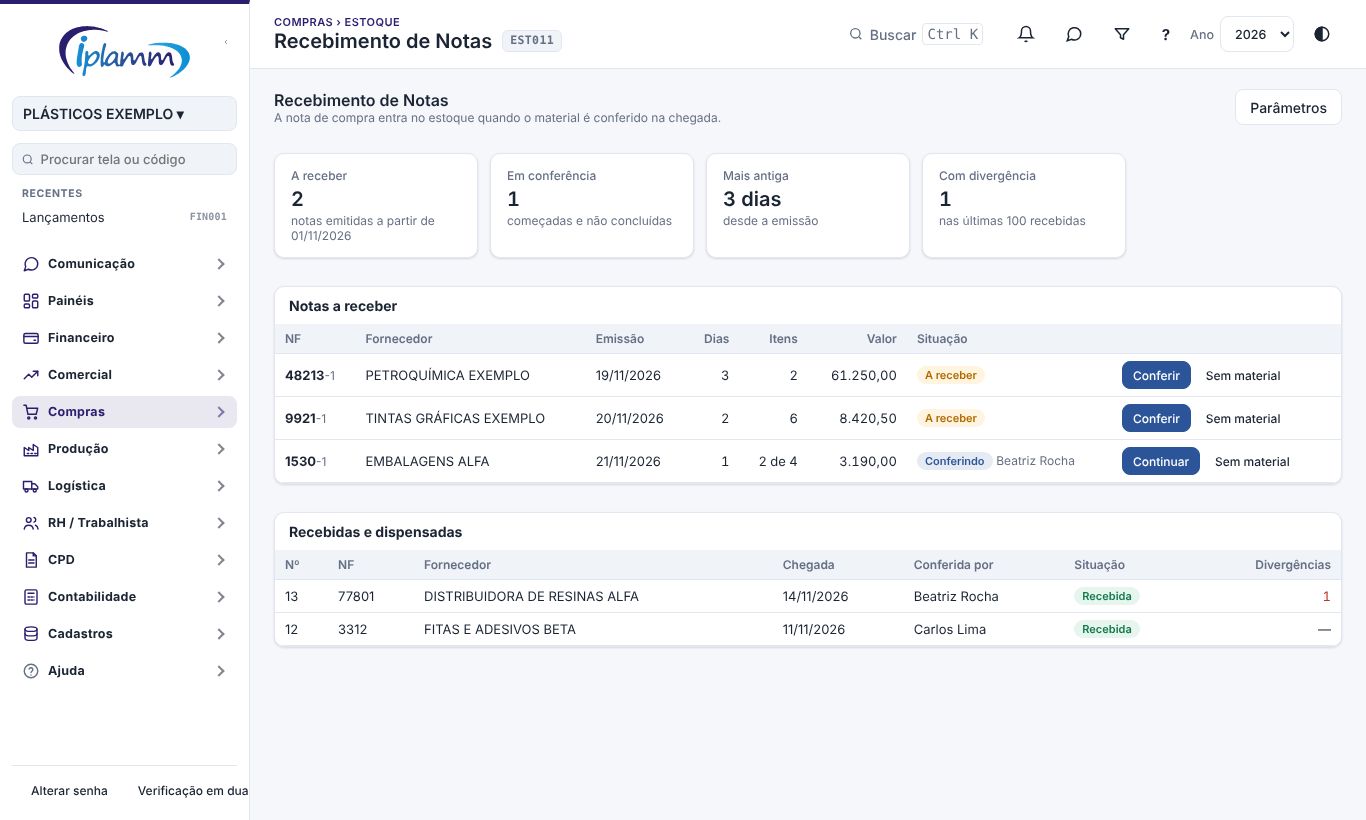 iplamm
‹
PLÁSTICOS EXEMPLO ▾
Procurar tela ou código
RECENTES
Lançamentos FIN001
Comunicação
Painéis
Financeiro
Comercial
Compras
Produção
Logística
RH / Trabalhista
CPD
Contabilidade
Cadastros
Ajuda
Alterar senha Verificação em dua
COMPRAS › ESTOQUE
Recebimento de Notas EST011
Buscar Ctrl K ? Ano 2026
Recebimento de Notas
A nota de compra entra no estoque quando o material é conferido na chegada.
Parâmetros
A receber
2
notas emitidas a partir de
01/11/2026
Em conferência
1
começadas e não concluídas
Mais antiga
3 dias
desde a emissão
Com divergência
1
nas últimas 100 recebidas
Notas a receber
NF Fornecedor Emissão Dias Itens Valor Situação
48213-1 PETROQUÍMICA EXEMPLO 19/11/2026 3 2 61.250,00 A receber Conferir Sem material
9921-1 TINTAS GRÁFICAS EXEMPLO 20/11/2026 2 6 8.420,50 A receber Conferir Sem material
1530-1 EMBALAGENS ALFA 21/11/2026 1 2 de 4 3.190,00 Conferindo Beatriz Rocha Continuar Sem material
Recebidas e dispensadas
Nº NF Fornecedor Chegada Conferida por Situação Divergências
13 77801 DISTRIBUIDORA DE RESINAS ALFA 14/11/2026 Beatriz Rocha Recebida 1
12 3312 FITAS E ADESIVOS BETA 11/11/2026 Carlos Lima Recebida —